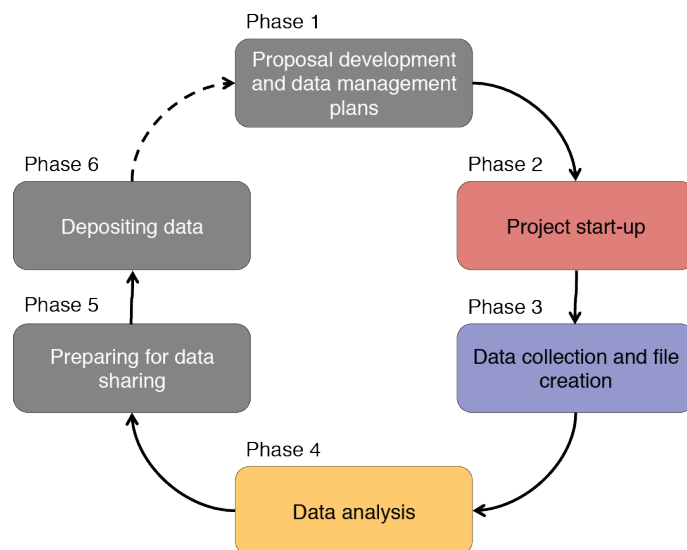 Phase 1
Proposal development
and data management
plans
Phase 2
Project start-up
Phase 3
Data collection and file
creation
Phase 4
Data analysis
Phase 5
Preparing for data
sharing
Phase 6
Depositing data